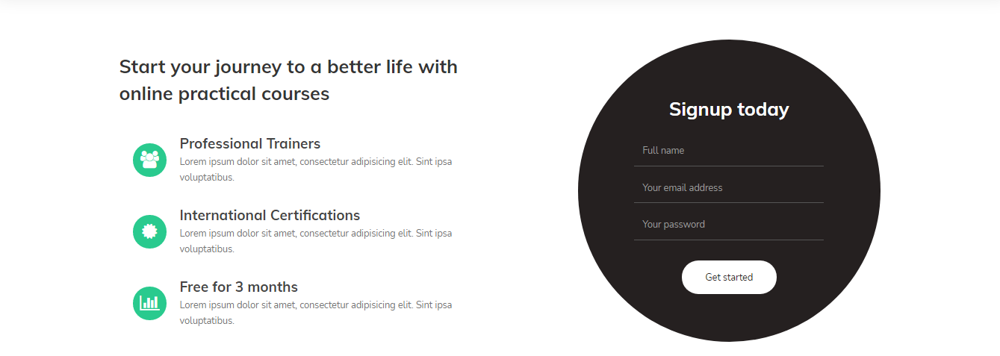 Start your journey to a better life with
online practical courses
Professional Trainers
Lorem ipsum dolor sit amet, consectetur adipisicing elit. Sint ipsa
voluptatibus.
International Certifications
Lorem ipsum dolor sit amet, consectetur adipisicing elit. Sint ipsa
voluptatibus.
Free for 3 months
Lorem ipsum dolor sit amet, consectetur adipisicing elit. Sint ipsa
voluptatibus.
Signup today
Full name
Your email address
Your password
Get started